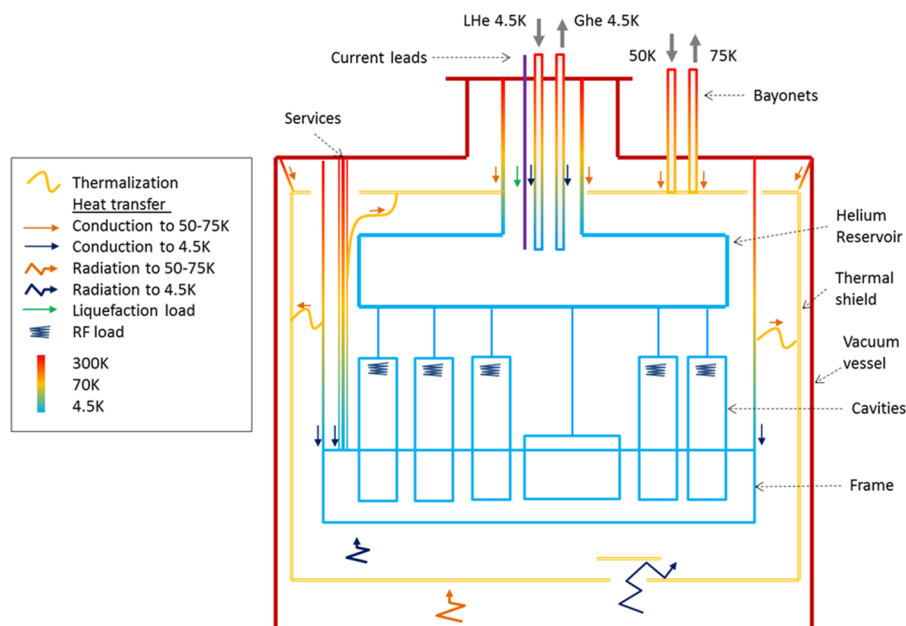 LHe 4.5K
Ghe 4.5K
Current leads
50K
75K
Bayonets
Services
Thermalization
Heat transfer
Conduction to 50-75K
Conduction to 4.5K
Radiation to 50-75K
Radiation to 4.5K
Liquefaction load
RF load
300K
70K
4.5K
Helium
Reservoir
Thermal
shield
Vacuum
vessel
Cavities
Frame